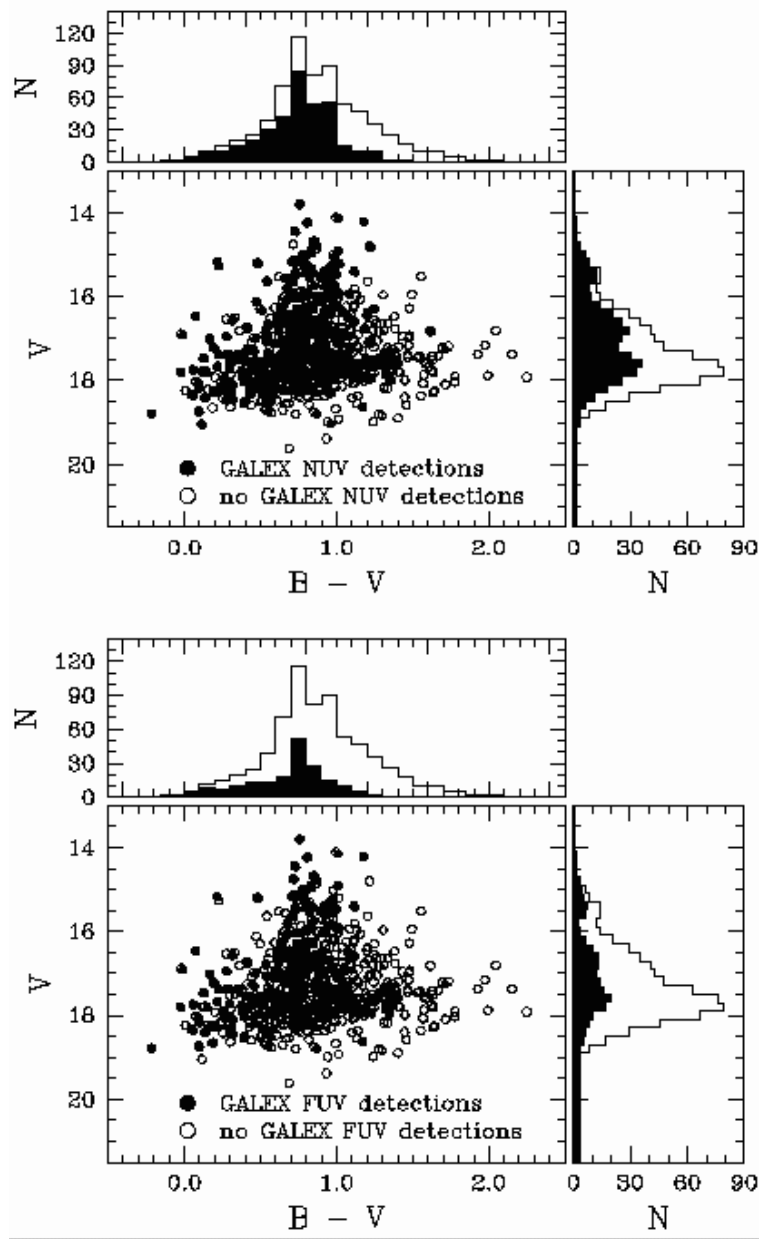 120
90
60
30
0
N
14
16
18
20
V
GALEX NUV detections
no GALEX NUV detections
0.0 1.0 2.0
B - V
0 30 60 90
N
120
90
60
30
0
N
14
16
18
20
V
GALEX FUV detections
no GALEX FUV detections
0.0 1.0 2.0
B - V
0 30 60 90
N